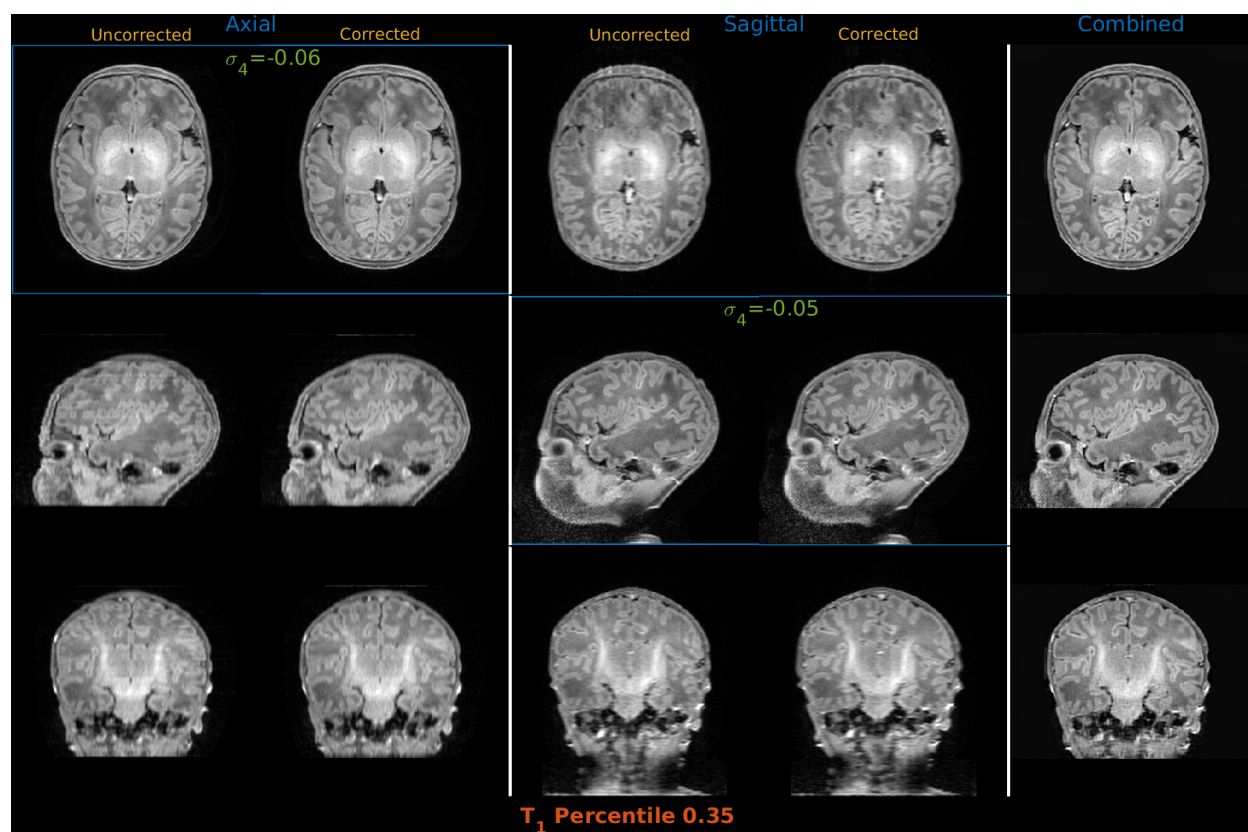 Axial Sagittal Combined
Uncorrected Corrected Uncorrected Corrected
σ₄=-0.06
σ₄=-0.05
T₁ Percentile 0.35